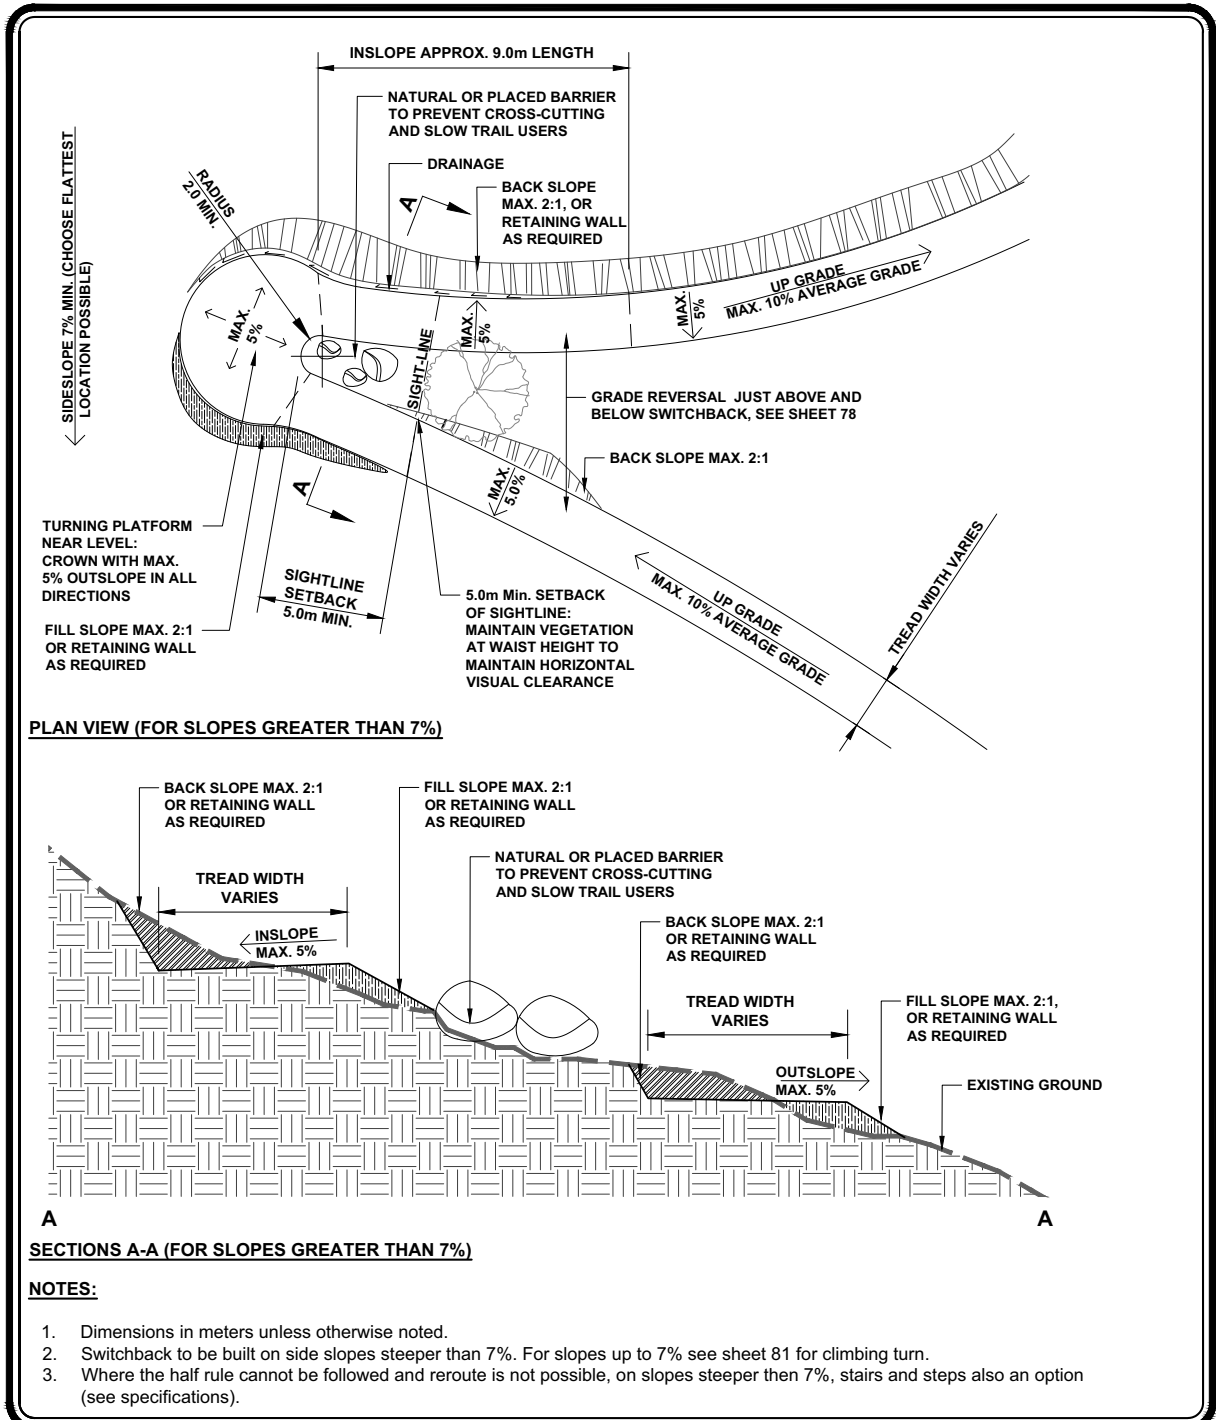 INSLOPE APPROX. 9.0m LENGTH
NATURAL OR PLACED BARRIER
TO PREVENT CROSS-CUTTING
AND SLOW TRAIL USERS
DRAINAGE
BACK SLOPE
MAX. 2:1, OR
RETAINING WALL
AS REQUIRED
A
RADIUS
2.0 MIN.
SIDESLOPE 7% MIN. (CHOOSE FLATTEST
LOCATION POSSIBLE)
MAX.
5%
SIGHT-LINE
MAX.
5%
MAX.
5%
UP GRADE
MAX. 10% AVERAGE GRADE
GRADE REVERSAL JUST ABOVE AND
BELOW SWITCHBACK, SEE SHEET 78
BACK SLOPE MAX. 2:1
MAX.
5.0%
A
TURNING PLATFORM
NEAR LEVEL:
CROWN WITH MAX.
5% OUTSLOPE IN ALL
DIRECTIONS
FILL SLOPE MAX. 2:1
OR RETAINING WALL
AS REQUIRED
SIGHTLINE
SETBACK
5.0m MIN.
5.0m Min. SETBACK
OF SIGHTLINE:
MAINTAIN VEGETATION
AT WAIST HEIGHT TO
MAINTAIN HORIZONTAL
VISUAL CLEARANCE
UP GRADE
MAX. 10% AVERAGE GRADE
TREAD WIDTH VARIES
PLAN VIEW (FOR SLOPES GREATER THAN 7%)
BACK SLOPE MAX. 2:1
OR RETAINING WALL
AS REQUIRED
FILL SLOPE MAX. 2:1
OR RETAINING WALL
AS REQUIRED
NATURAL OR PLACED BARRIER
TO PREVENT CROSS-CUTTING
AND SLOW TRAIL USERS
TREAD WIDTH
VARIES
INSLOPE
MAX. 5%
BACK SLOPE MAX. 2:1
OR RETAINING WALL
AS REQUIRED
TREAD WIDTH
VARIES
FILL SLOPE MAX. 2:1,
OR RETAINING WALL
AS REQUIRED
OUTSLOPE
MAX. 5%
EXISTING GROUND
A
A
SECTIONS A-A (FOR SLOPES GREATER THAN 7%)
NOTES:
1. Dimensions in meters unless otherwise noted.
2. Switchback to be built on side slopes steeper than 7%. For slopes up to 7% see sheet 81 for climbing turn.
3. Where the half rule cannot be followed and reroute is not possible, on slopes steeper then 7%, stairs and steps also an option
(see specifications).